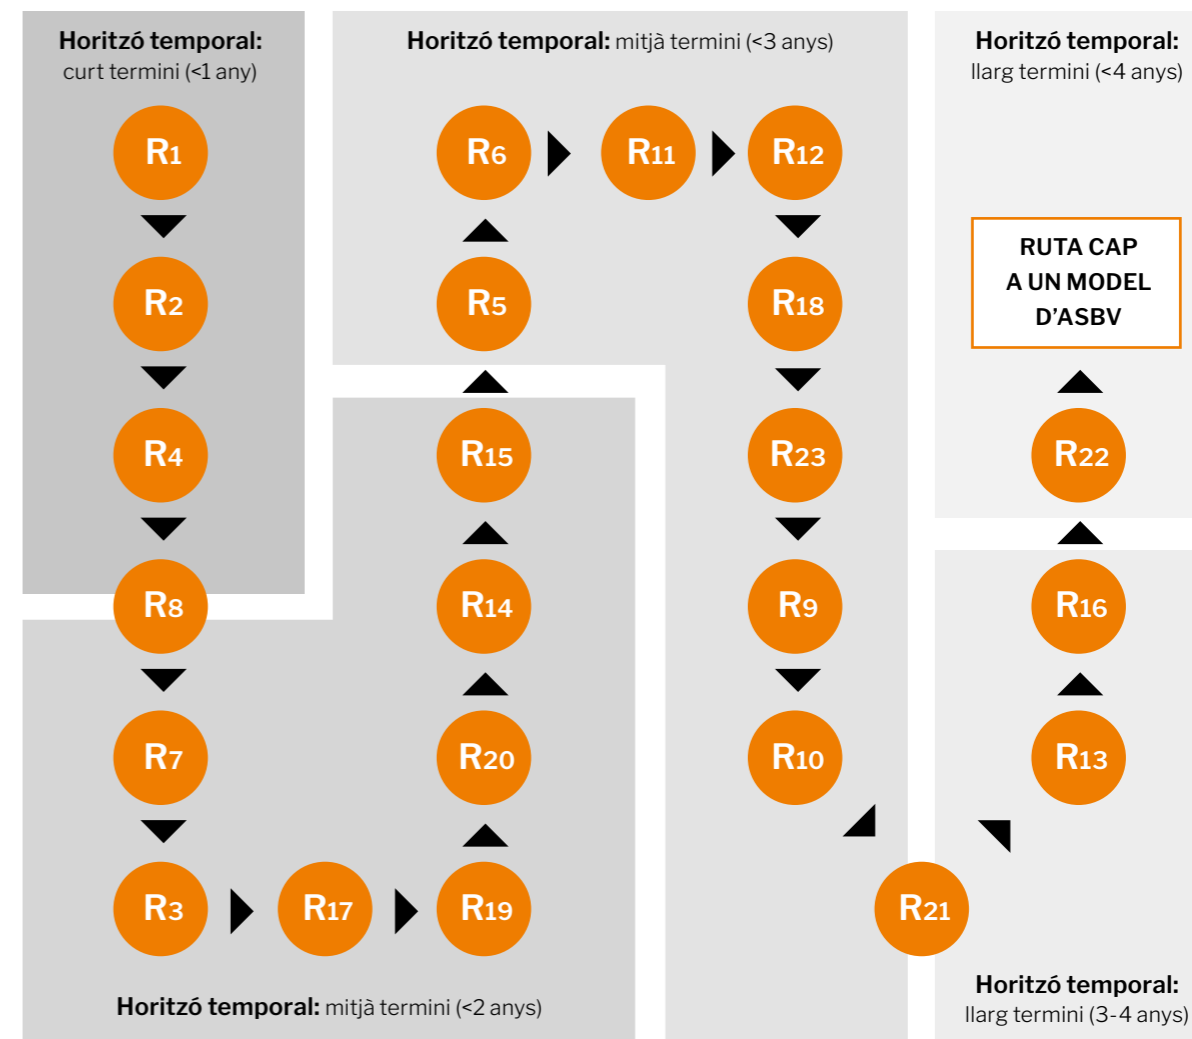 Horitzó temporal:
curt termini (<1 any)
R1
R2
R4
R8
R7
R3
R17
R19
R20
R14
R15
Horitzó temporal: mitjà termini (<2 anys)
Horitzó temporal: mitjà termini (<3 anys)
R5
R6
R11
R12
R18
R23
R9
R10
R21
Horitzó temporal:
llarg termini (3-4 anys)
R13
R16
Horitzó temporal:
llarg termini (<4 anys)
R22
RUTA CAP
A UN MODEL
D’ASBV